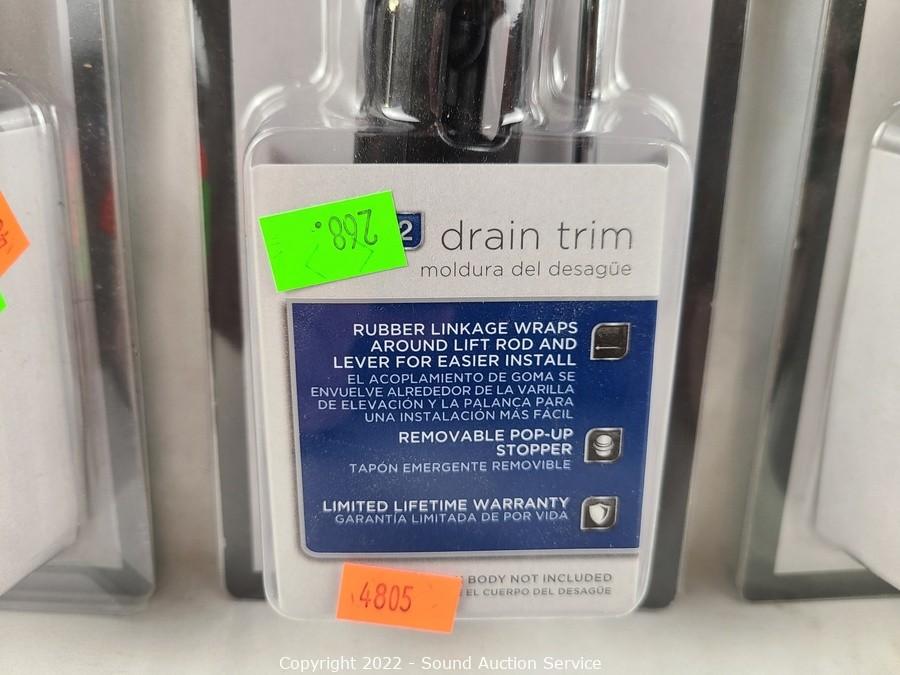 268.
2 drain trim
moldura del desagüe
RUBBER LINKAGE WRAPS
AROUND LIFT ROD AND
LEVER FOR EASIER INSTALL
EL ACOPLAMIENTO DE GOMA SE
ENVUELVE ALREDEDOR DE LA VARILLA
DE ELEVACIÓN Y LA PALANCA PARA
UNA INSTALACIÓN MÁS FÁCIL
REMOVABLE POP-UP
STOPPER
TAPÓN EMERGENTE REMOVIBLE
LIMITED LIFETIME WARRANTY
GARANTÍA LIMITADA DE POR VIDA
BODY NOT INCLUDED
EL CUERPO DEL DESAGÜE
4805
Copyright 2022 - Sound Auction Service